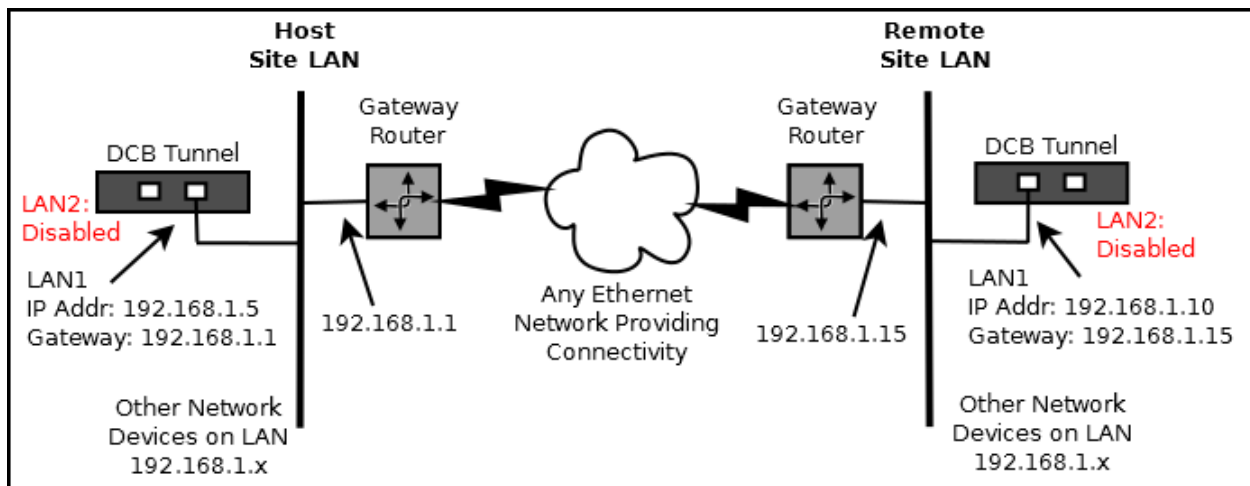 Host
Site LAN
Gateway
Router
DCB Tunnel
LAN2:
Disabled
LAN1
IP Addr: 192.168.1.5
Gateway: 192.168.1.1
192.168.1.1
Other Network
Devices on LAN
192.168.1.x
Any Ethernet
Network Providing
Connectivity
Remote
Site LAN
Gateway
Router
DCB Tunnel
LAN2:
Disabled
192.168.1.15
LAN1
IP Addr: 192.168.1.10
Gateway: 192.168.1.15
Other Network
Devices on LAN
192.168.1.x